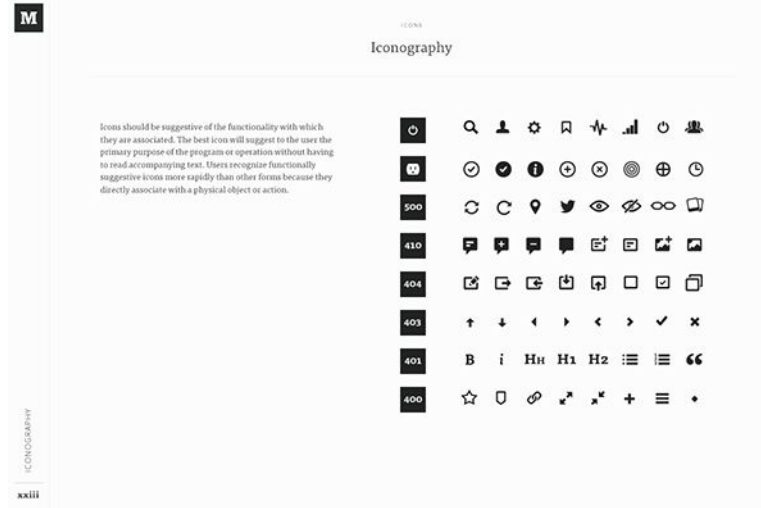 M
ICONS
Iconography
Icons should be suggestive of the functionality with which
they are associated. The best icon will suggest to the user the
primary purpose of the program or operation without having
to read accompanying text. Users recognize functionally
suggestive icons more rapidly than other forms because they
directly associate with a physical object or action.
500
410
404
403
401
B i HH H1 H2
400
ICONOGRAPHY
xxiii